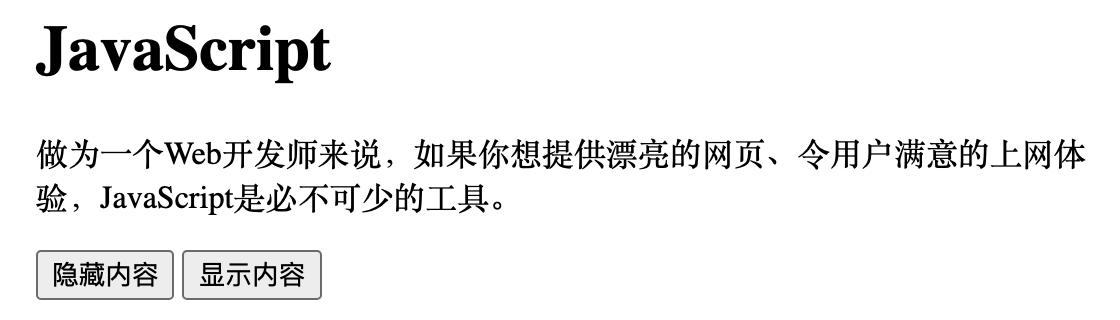 JavaScript
做为一个Web开发师来说，如果你想提供漂亮的网页、令用户满意的上网体
验，JavaScript是必不可少的工具。
隐藏内容 显示内容